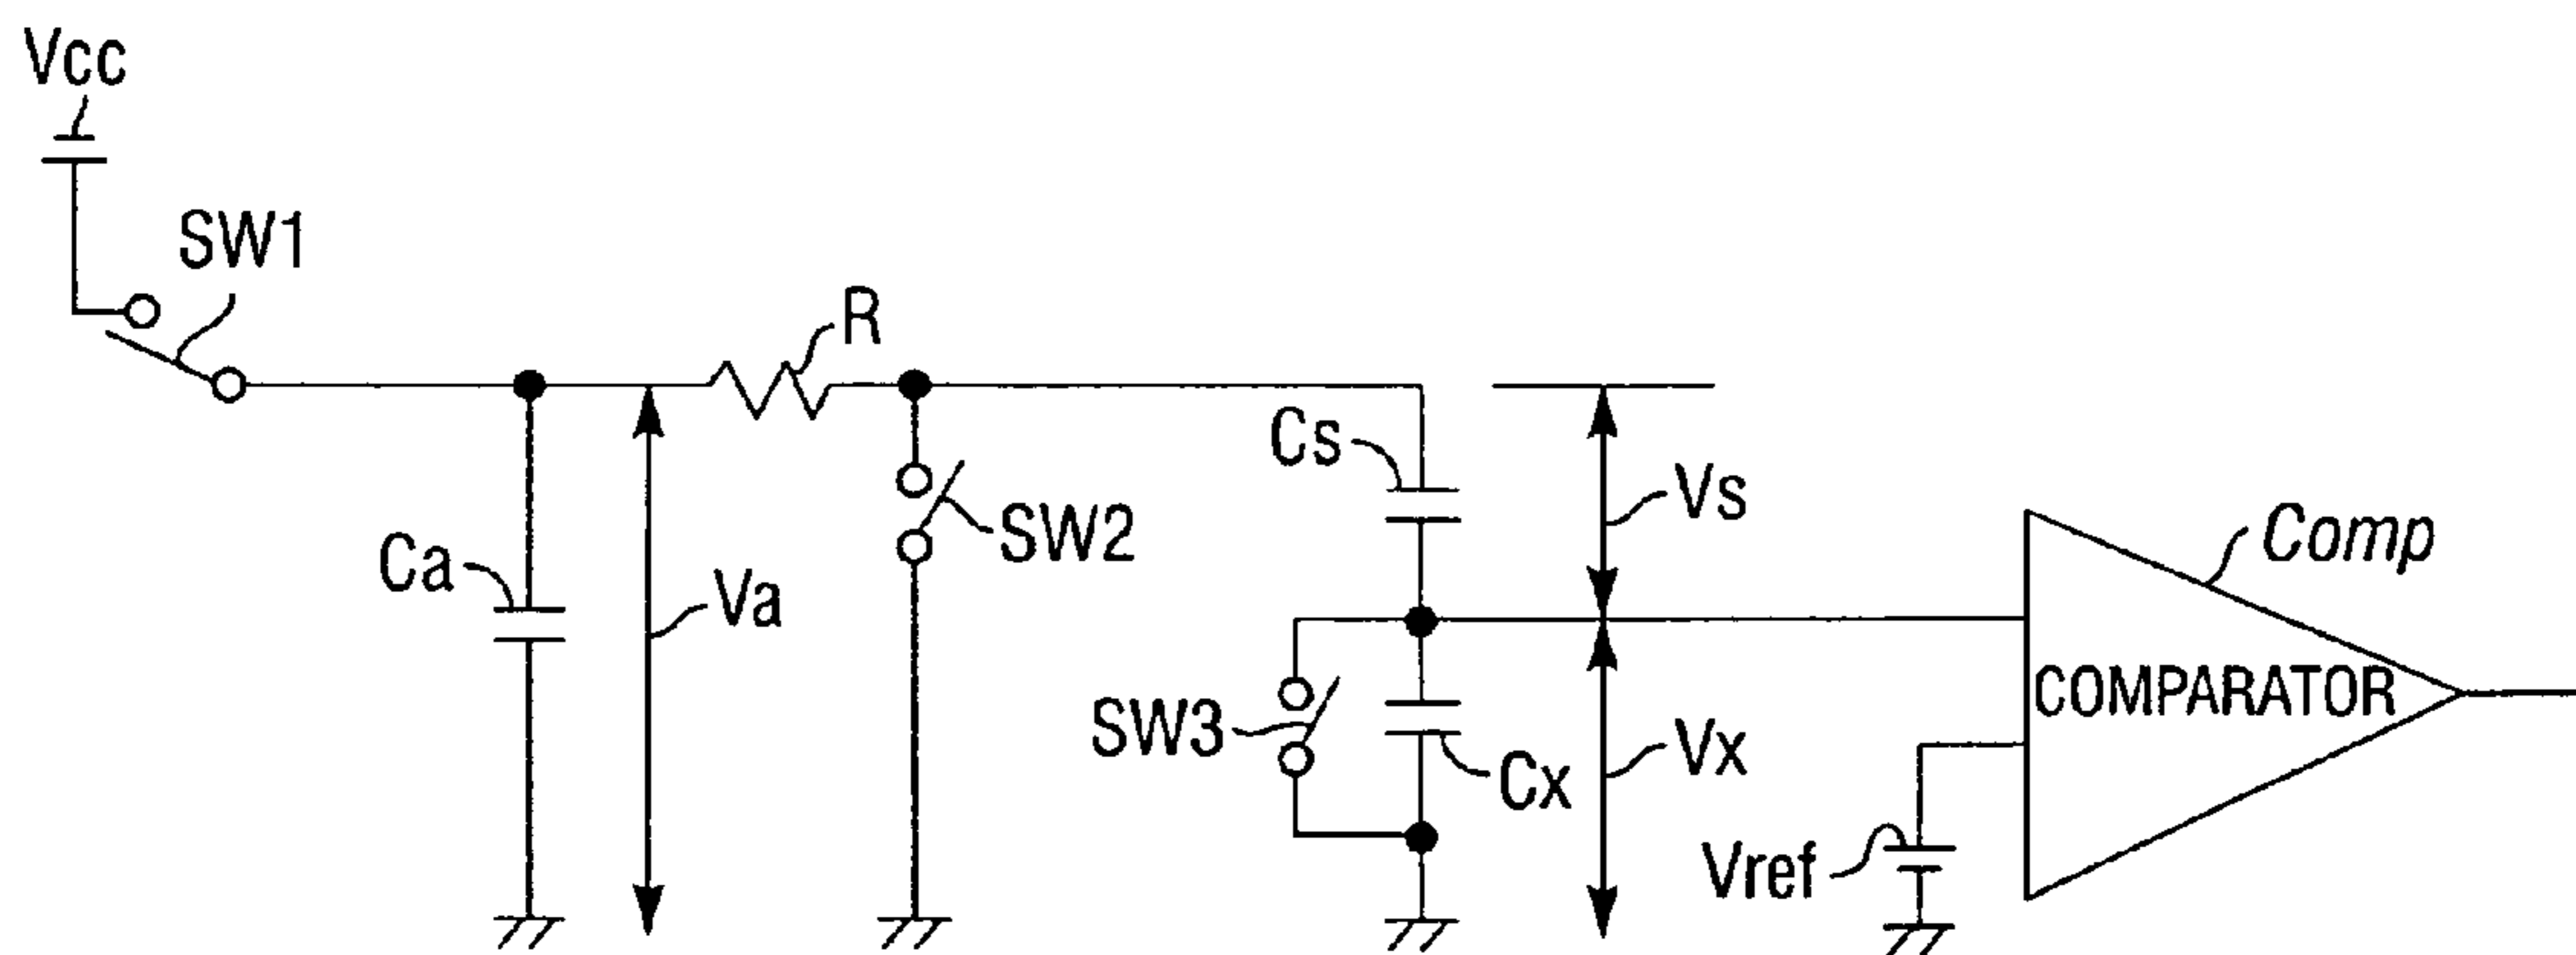 Vcc
SW1
R
Cs
Vs
Comp
SW2
Ca
Va
COMPARATOR
SW3
Vx
Cx
Vref